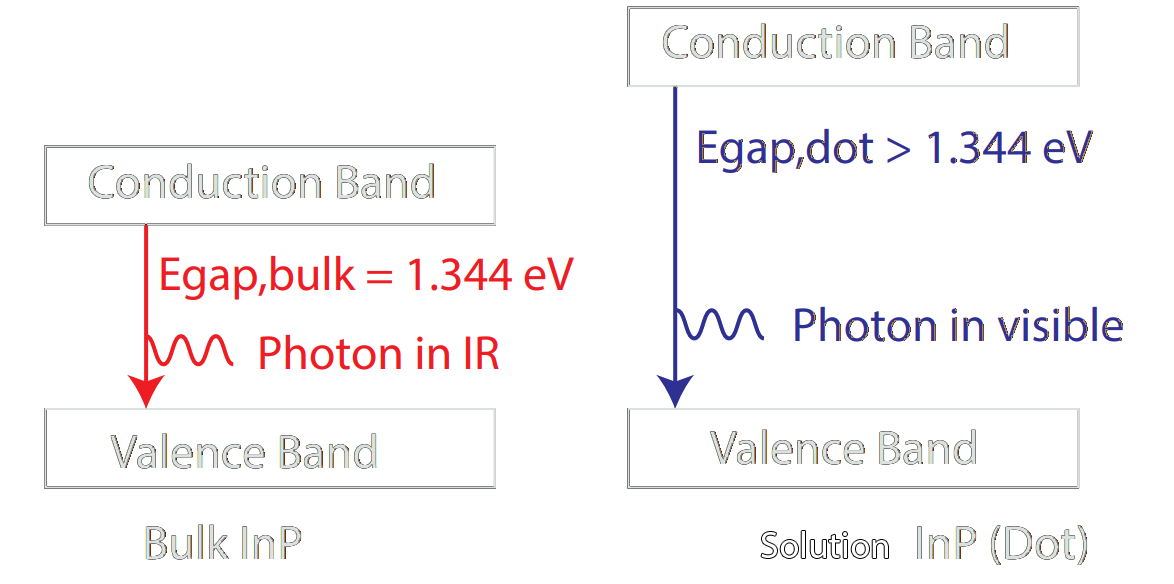 Conduction Band
Egap,bulk = 1.344 eV
Photon in IR
Valence Band
Bulk InP
Conduction Band
Egap,dot > 1.344 eV
Photon in visible
Valence Band
Solution InP (Dot)